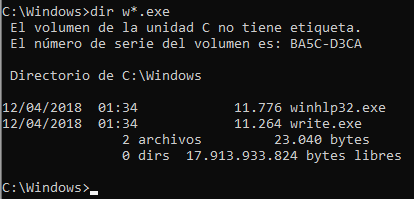 C:\Windows>dir w*.exe
El volumen de la unidad C no tiene etiqueta.
El número de serie del volumen es: BA5C-D3CA
Directorio de C:\Windows
12/04/2018  01:34            11.776 winhlp32.exe
12/04/2018  01:34            11.264 write.exe
2 archivos         23.040 bytes
0 dirs  17.913.933.824 bytes libres
C:\Windows>